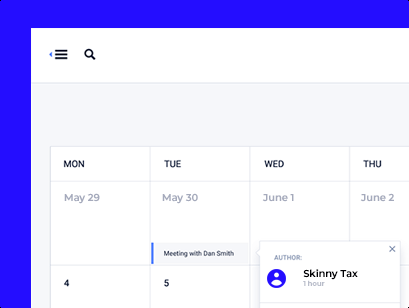 MON TUE WED THU
May 29 May 30 June 1 June 2
Meeting with Dan Smith
AUTHOR:
Skinny Tax
1 hour
4 5